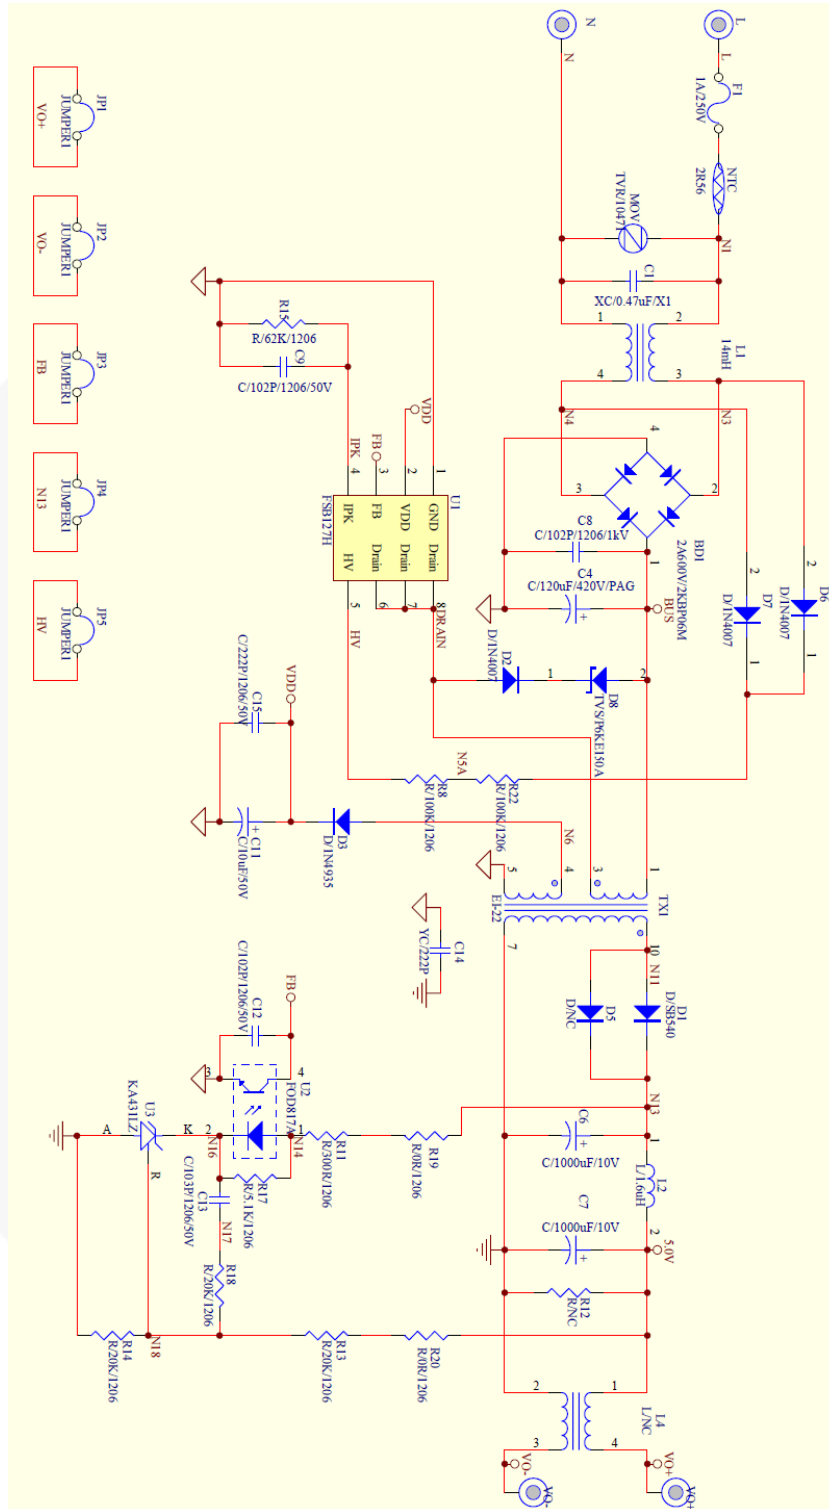 L
L
F1
1A/250V
NTC
2R56
N
N
MOV
TVR/10471
N1
C1
XC/0.47uF/X1
1
2
L1
14mH
4
3
N4
N3
4
3
2
1
BD1
2A600V/2KBP06M
C8
C/102P/1206/1kV
C4
C/120uF/420V/PAG
+
BUS
2
D6
D/1N4007
1
2
D7
D/1N4007
1
JP1
JUMPER1
VO+
JP2
JUMPER1
VO-
JP3
JUMPER1
FB
JP4
JUMPER1
N13
JP5
JUMPER1
HV
R15
R/62K/1206
C9
C/102P/1206/50V
VDD
IPK
FB
4
3
2
1
U1
IPK
FB
VDD
GND
HV
Drain
Drain
Drain
FSB127H
5
6
7
8
HV
DRAIN
D2
D/1N4007
1
2
D8
TVS/P6KE150A
N5A
R8
R/100K/1206
R22
R/100K/1206
VDD
C15
C/222P/1206/50V
C11
+
C/10uF/50V
D3
D/1N4935
N6
5
4
3
1
TX1
EI-22
7
10
C14
YC/222P
N11
D1
D/SB540
D5
D/NC
N13
FB
C12
C/102P/1206/50V
3
4
U2
FOD817A
2
1
N16
N14
U3
KA431LZ
A
K
R
R11
R/300R/1206
R19
R/0R/1206
R17
R/5.1K/1206
C13
C/103P/1206/50V
N17
R18
R/20K/1206
N18
R14
R/20K/1206
R13
R/20K/1206
R20
R/0R/1206
C6
+
C/1000uF/10V
1
L2
L/1.6uH
2
5.0V
C7
+
C/1000uF/10V
R12
R/NC
2
1
L4
L/NC
3
4
VO-
VO+
VO-
VO+